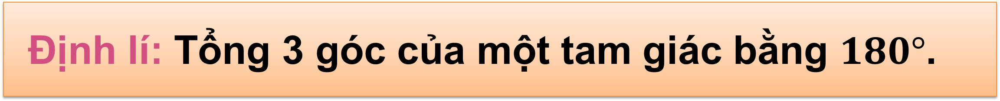 Định lí: Tổng 3 góc của một tam giác bằng 180°.